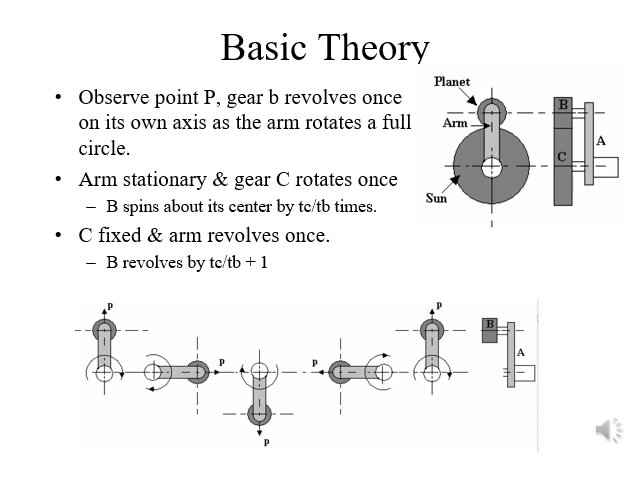 Basic Theory
• Observe point P, gear b revolves once
on its own axis as the arm rotates a full
circle.
• Arm stationary & gear C rotates once
– B spins about its center by tc/tb times.
• C fixed & arm revolves once.
– B revolves by tc/tb + 1
Planet
Arm
Sun
B
A
C
P
P
P
P
P
B
A